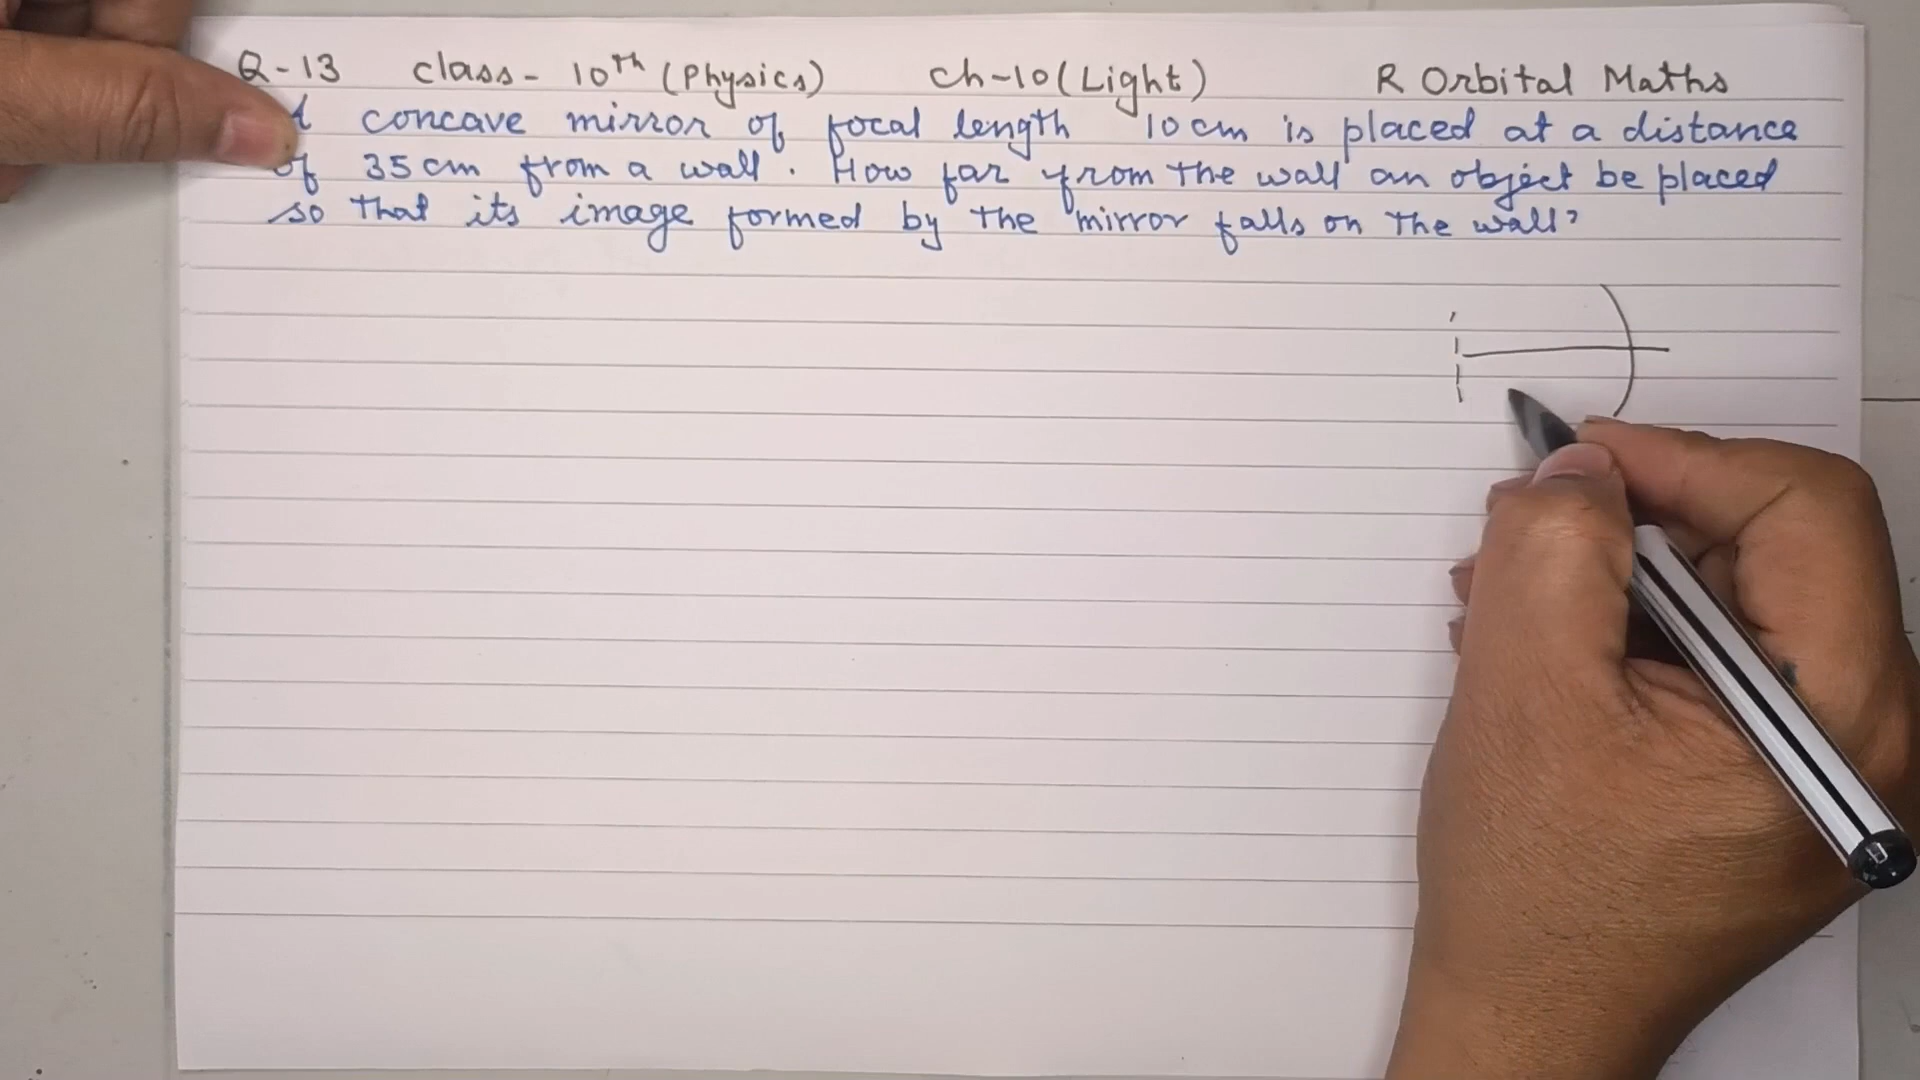 Q-13 class- 10th (Physics) Ch-10 (Light) R Orbital Maths
A concave mirror of focal length 10 cm is placed at a distance
of 35 cm from a wall. How far from the wall an object be placed
so that its image formed by the mirror falls on the wall?